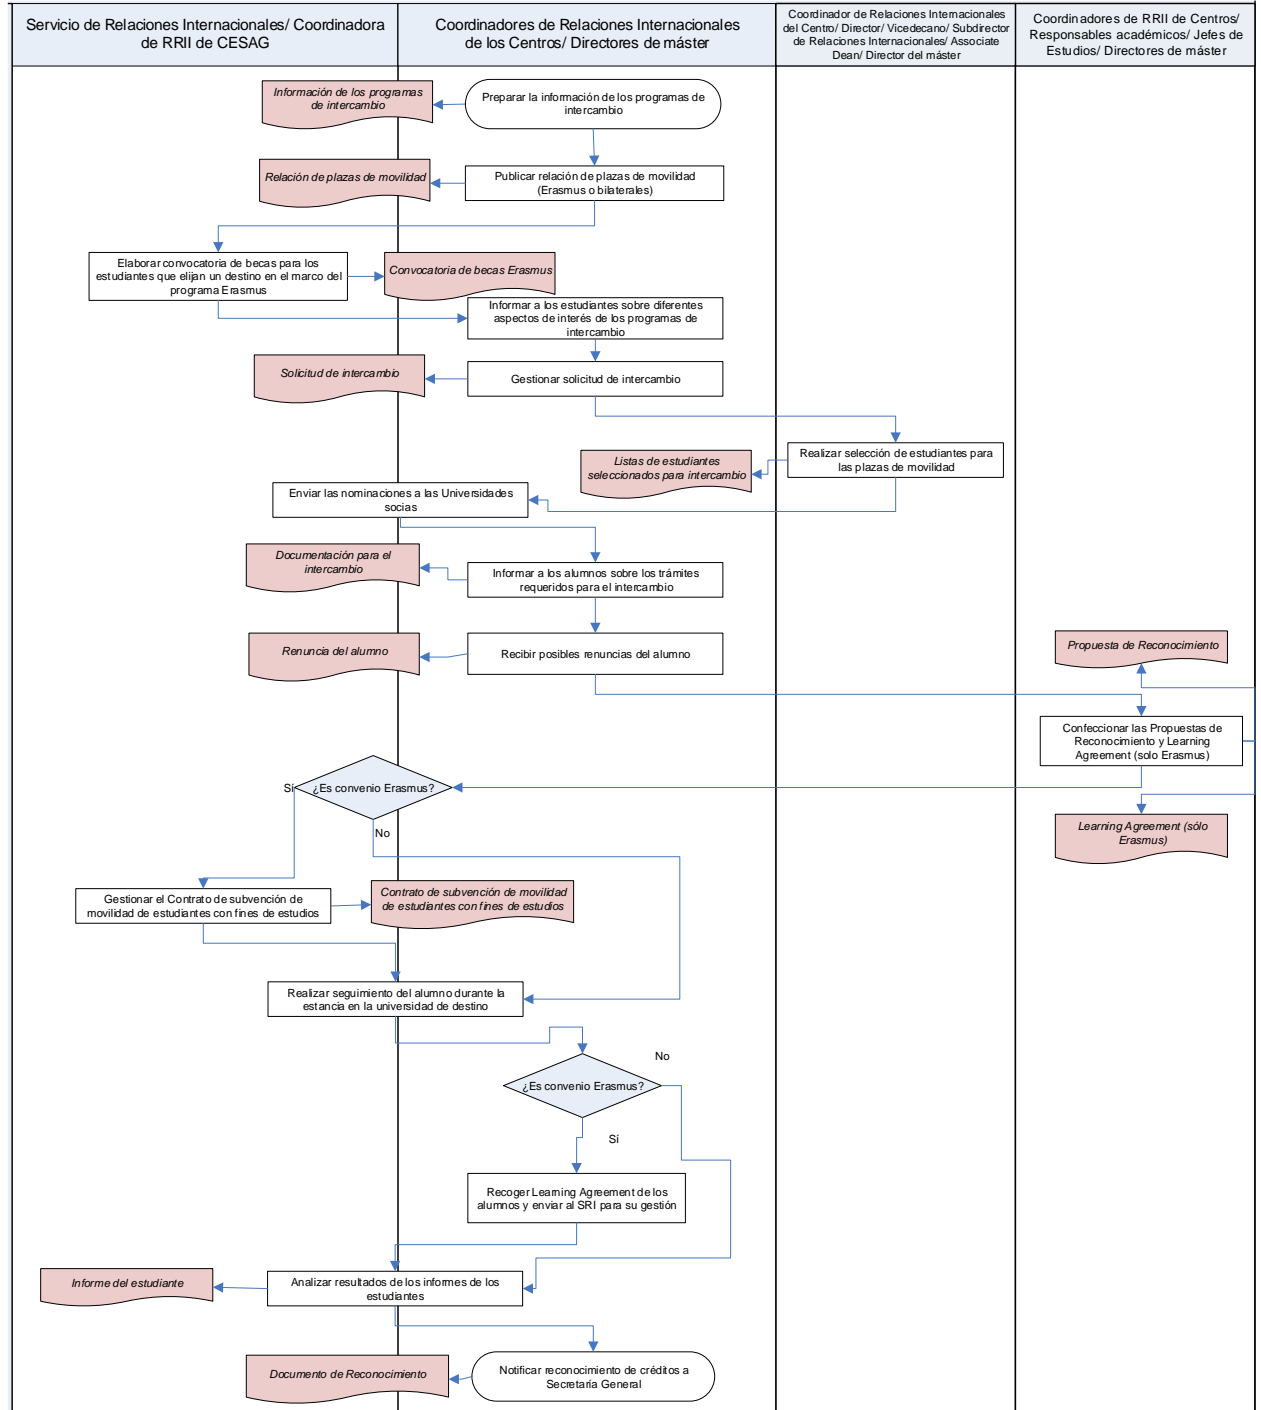 Servicio de Relaciones Internacionales/ Coordinadora
de RRII de CESAG
Coordinadores de Relaciones Internacionales
de los Centros/ Directores de máster
Coordinador de Relaciones Internacionales
del Centro/ Director/ Vicedecano/ Subdirector
de Relaciones Internacionales/ Associate
Dean/ Director del máster
Coordinadores de RRII de Centros/
Responsables académicos/ Jefes de
Estudios/ Directores de máster
Información de los programas
de intercambio
Preparar la información de los programas de
intercambio
Relación de plazas de movilidad
Publicar relación de plazas de movilidad
(Erasmus o bilaterales)
Elaborar convocatoria de becas para los
estudiantes que elijan un destino en el marco del
programa Erasmus
Convocatoria de becas Erasmus
Informar a los estudiantes sobre diferentes
aspectos de interés de los programas de
intercambio
Solicitud de intercambio
Gestionar solicitud de intercambio
Listas de estudiantes
seleccionados para intercambio
Realizar selección de estudiantes para
las plazas de movilidad
Enviar las nominaciones a las Universidades
socias
Documentación para el
intercambio
Informar a los alumnos sobre los trámites
requeridos para el intercambio
Renuncia del alumno
Recibir posibles renuncias del alumno
Propuesta de Reconocimiento
Confeccionar las Propuestas de
Reconocimiento y Learning
Agreement (solo Erasmus)
Sí
¿Es convenio Erasmus?
No
Learning Agreement (sólo
Erasmus)
Gestionar el Contrato de subvención de
movilidad de estudiantes con fines de estudios
Contrato de subvención de movilidad
de estudiantes con fines de estudios
Realizar seguimiento del alumno durante la
estancia en la universidad de destino
No
¿Es convenio Erasmus?
Sí
Recoger Learning Agreement de los
alumnos y enviar al SRI para su gestión
Informe del estudiante
Analizar resultados de los informes de los
estudiantes
Documento de Reconocimiento
Notificar reconocimiento de créditos a
Secretaría General